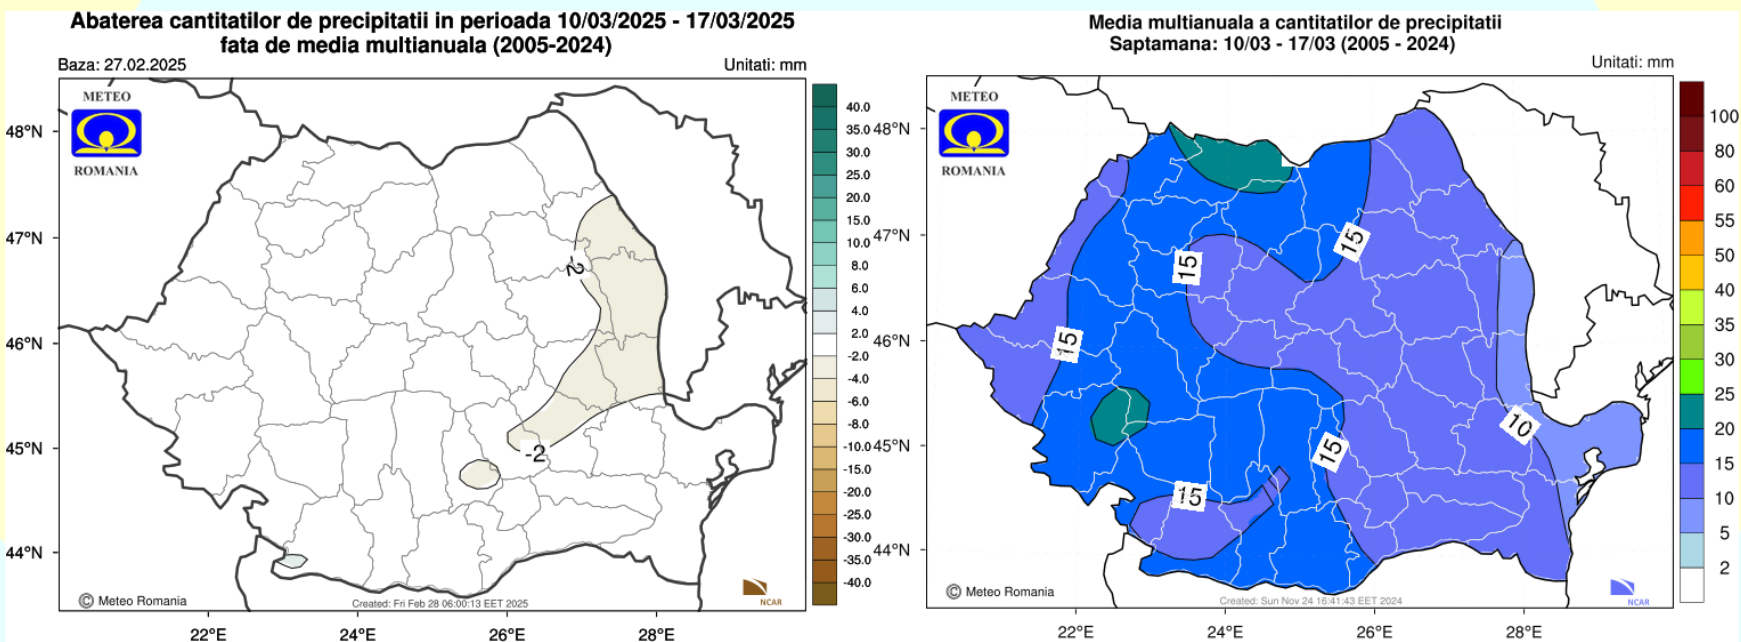 Abaterea cantitatilor de precipitatii in perioada 10/03/2025 - 17/03/2025
fata de media multianuala (2005-2024)
Baza: 27.02.2025
Unitati: mm
METEO
ROMANIA
48°N
47°N
46°N
45°N
44°N
-2
-2
40.0
35.0
30.0
25.0
20.0
15.0
10.0
8.0
6.0
4.0
2.0
-2.0
-4.0
-6.0
-8.0
-10.0
-15.0
-20.0
-25.0
-30.0
-35.0
-40.0
© Meteo Romania
Created: Fri Feb 28 06:00:13 EET 2025
NCAR
22°E
24°E
26°E
28°E
Media multianuala a cantitatilor de precipitatii
Saptamana: 10/03 - 17/03 (2005 - 2024)
Unitati: mm
METEO
ROMANIA
48°N
47°N
46°N
45°N
44°N
15
15
15
10
15
15
100
80
60
55
50
40
35
30
25
20
15
10
5
2
© Meteo Romania
Created: Sun Nov 24 16:41:43 EET 2024
NCAR
22°E
24°E
26°E
28°E